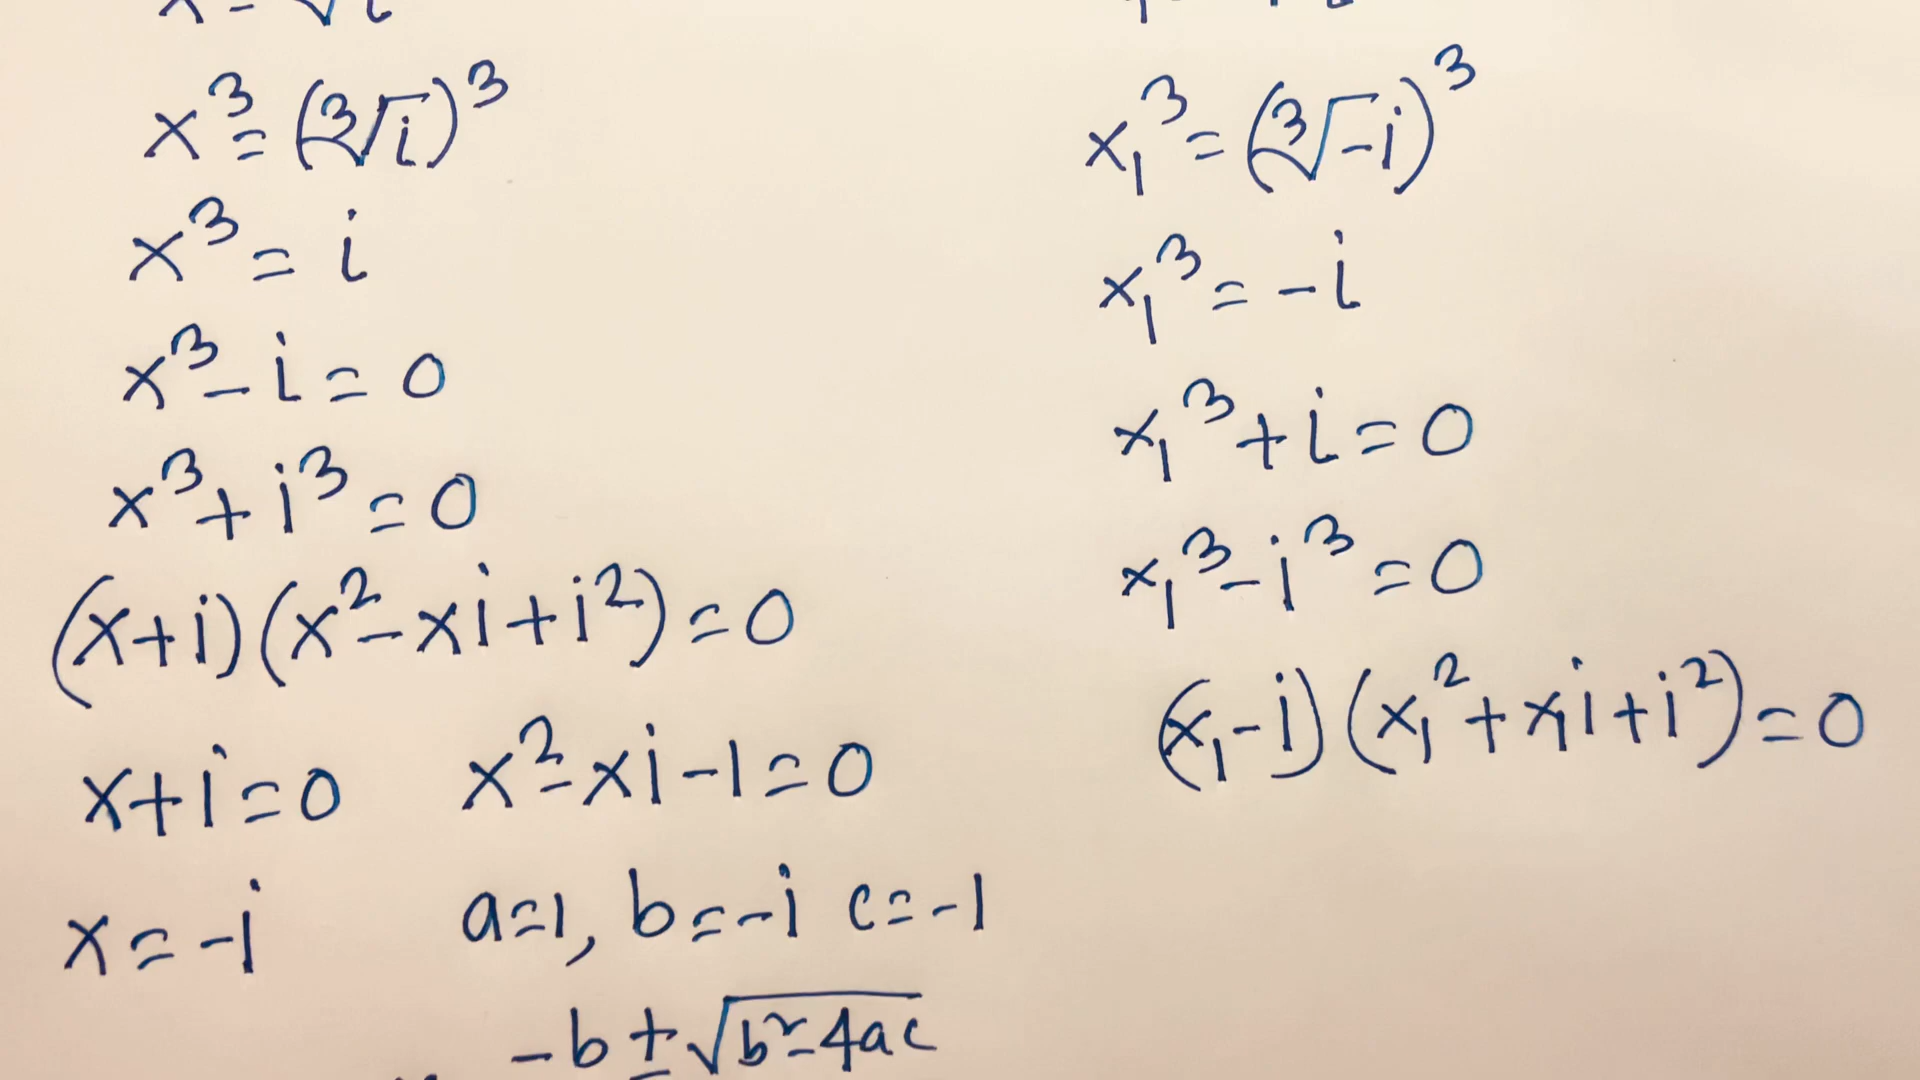 x³ = (∛i)³
x³ = i
x³ - i = 0
x³ + i³ = 0
(x+i)(x² - xi + i²) = 0
x+i=0 x² - xi - 1 = 0
x = -i a=1, b=-i c=-1
-b ± √b²-4ac
x₁³ = (∛-i)³
x₁³ = -i
x₁³ + i = 0
x₁³ - i³ = 0
(x₁-i)(x₁² + x₁i + i²) = 0